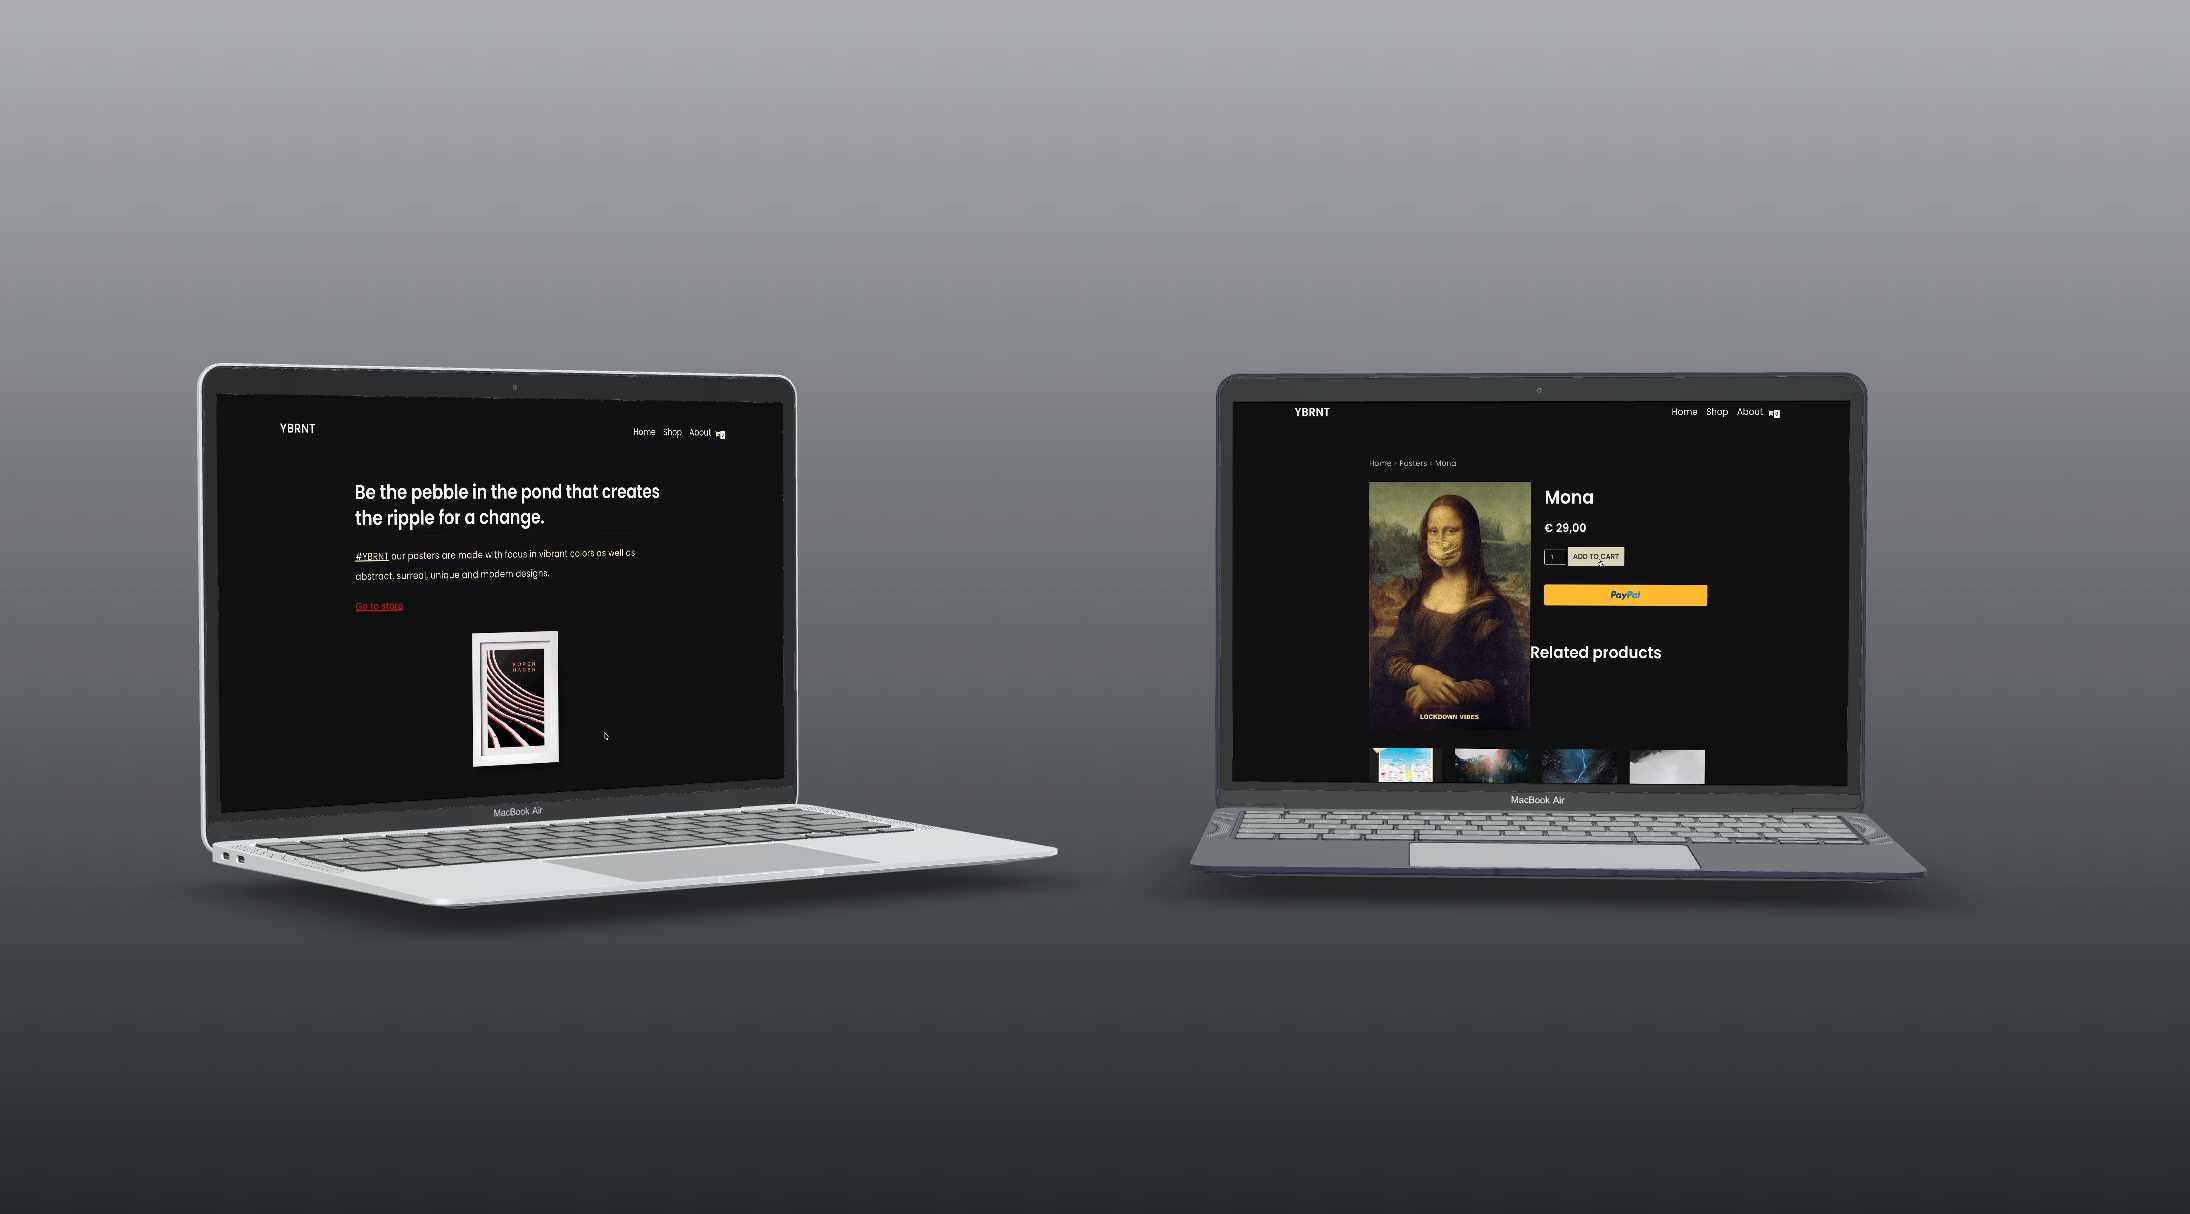 YBRNT
Home Shop About
Be the pebble in the pond that creates
the ripple for a change.
#YBRNT our posters are made with focus in vibrant colors as well as
abstract, surreal, unique and modern designs.
Go to store
KOPEN
HAGEN
MacBook Air
YBRNT
Home Shop About
Home › Posters › Mona
Mona
€ 29,00
1 ADD TO CART
PayPal
Related products
LOCKDOWN VIBES
MacBook Air